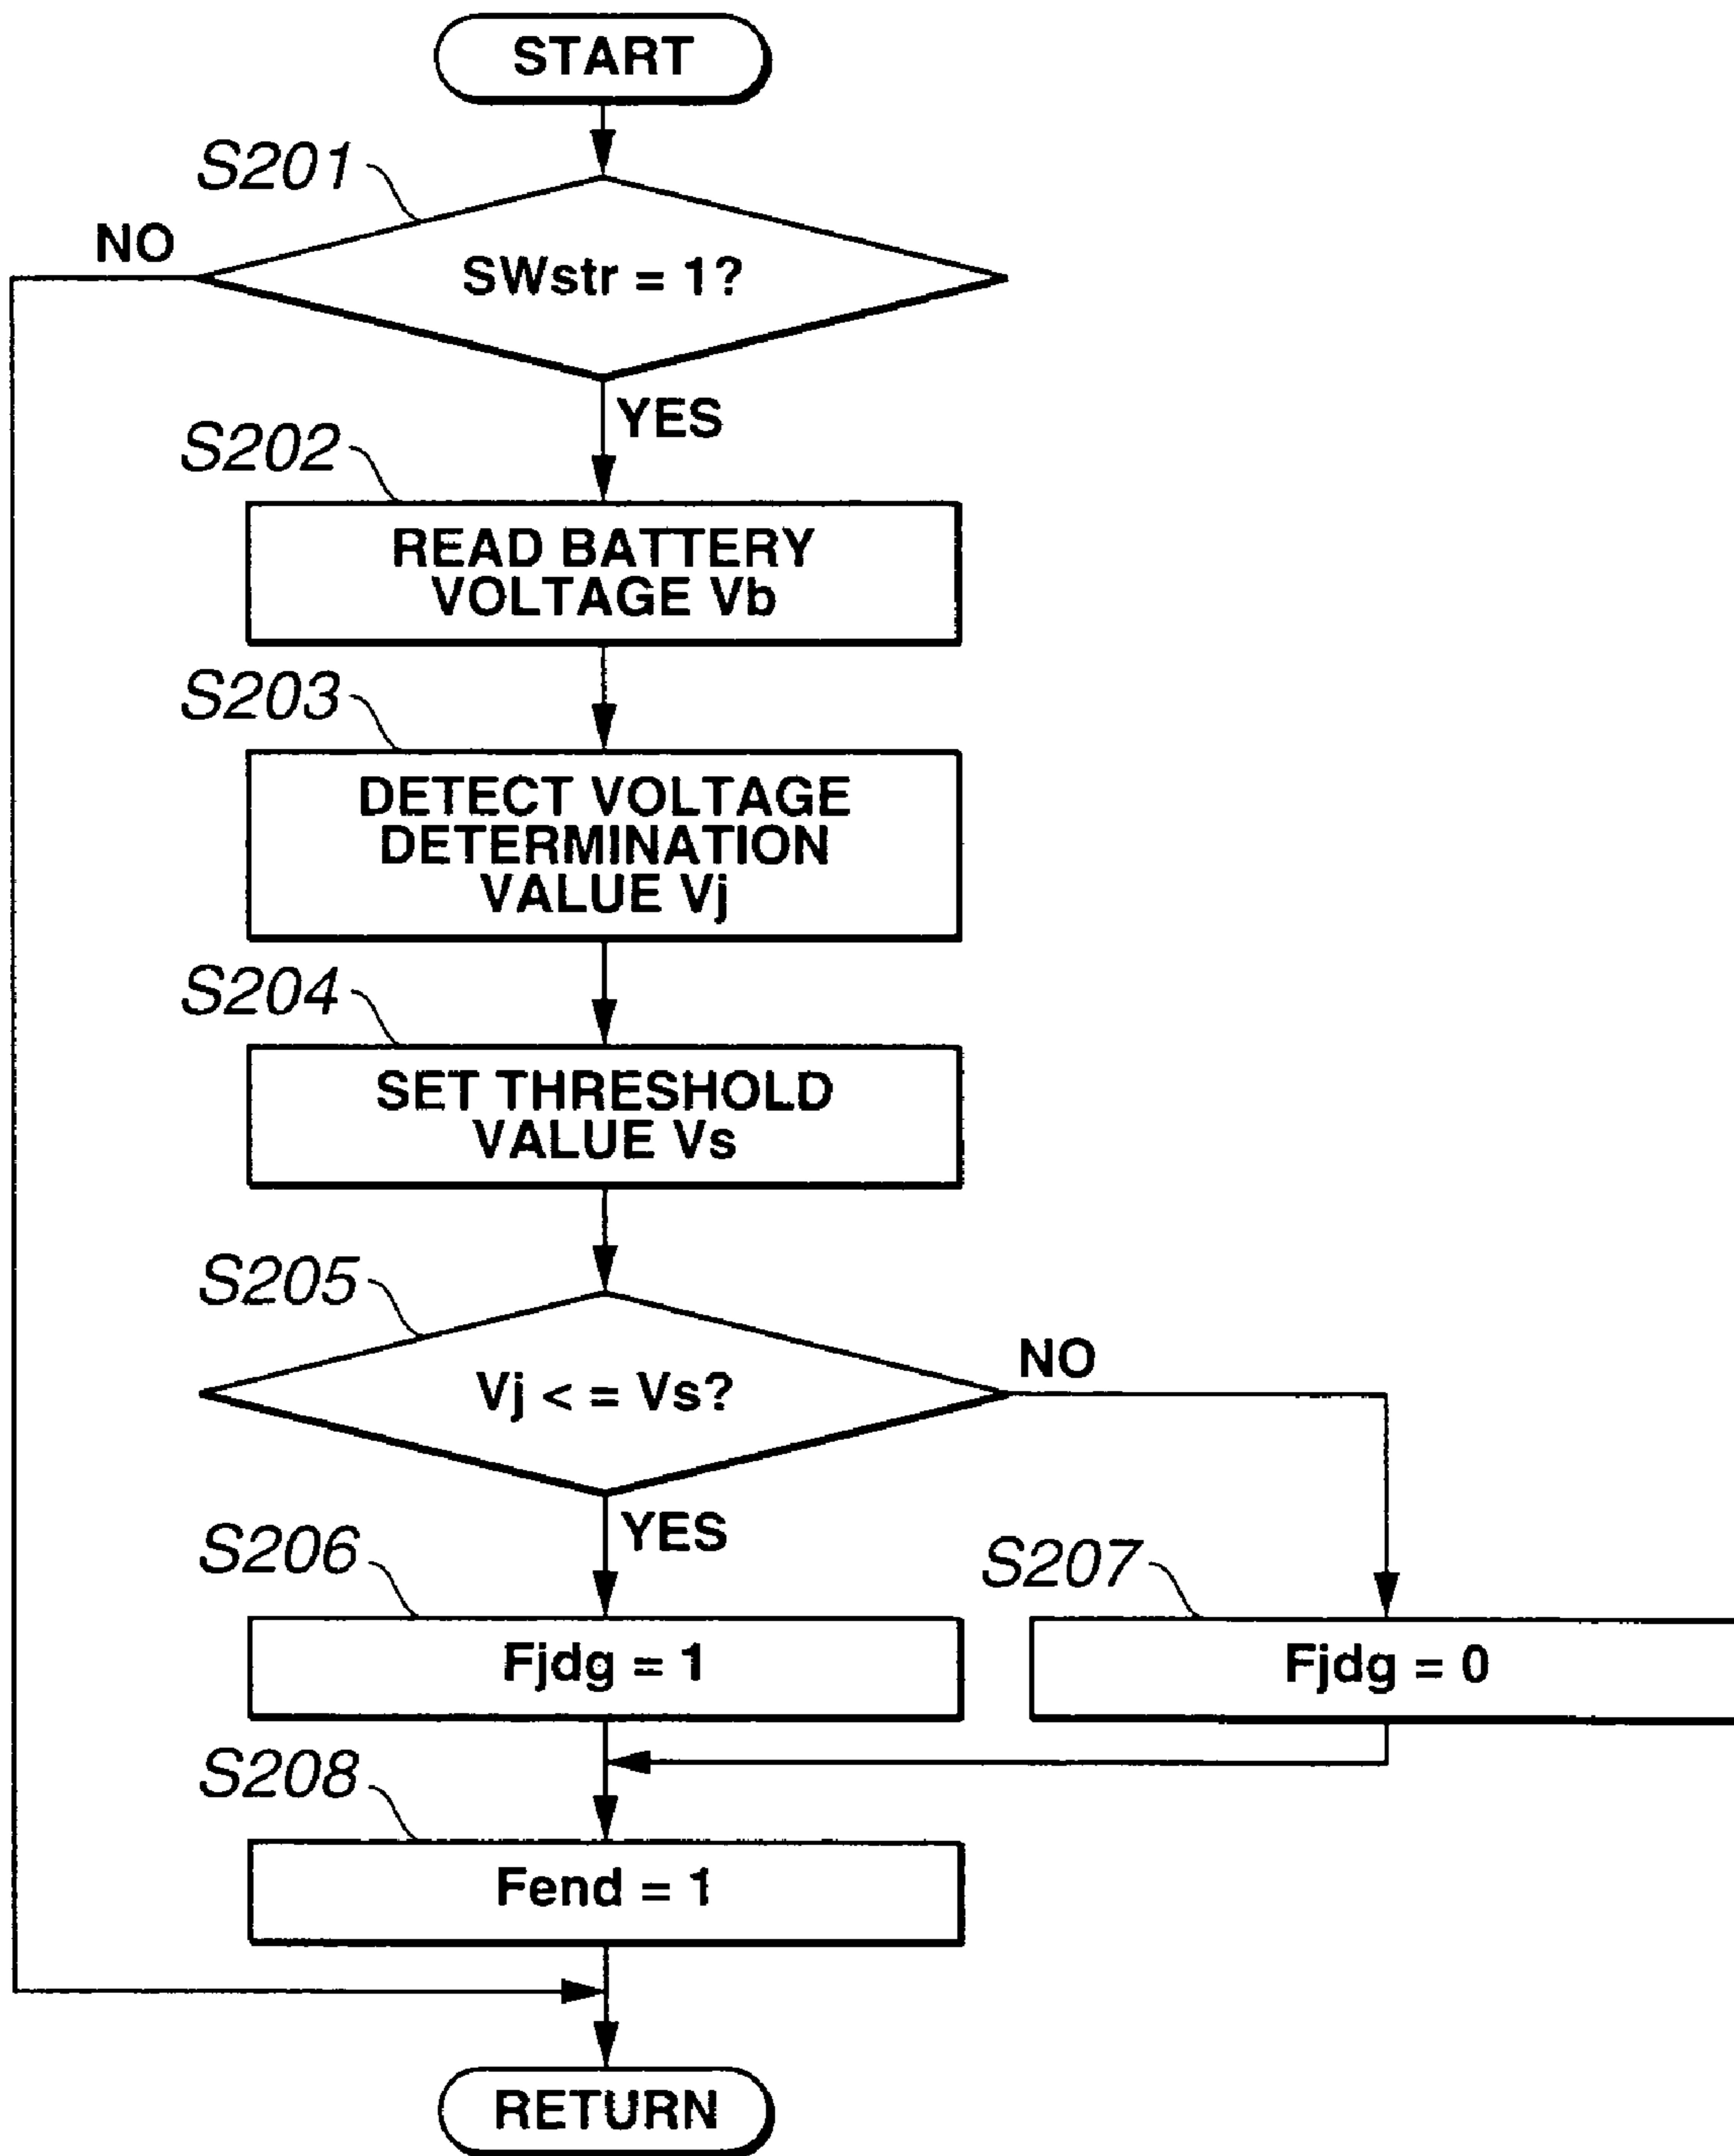 START
S201
NO
SWstr = 1?
YES
S202
READ BATTERY
VOLTAGE Vb
S203
DETECT VOLTAGE
DETERMINATION
VALUE Vj
S204
SET THRESHOLD
VALUE Vs
S205
NO
Vj < = Vs?
YES
S206
S207
Fjdg = 1
Fjdg = 0
S208
Fend = 1
RETURN